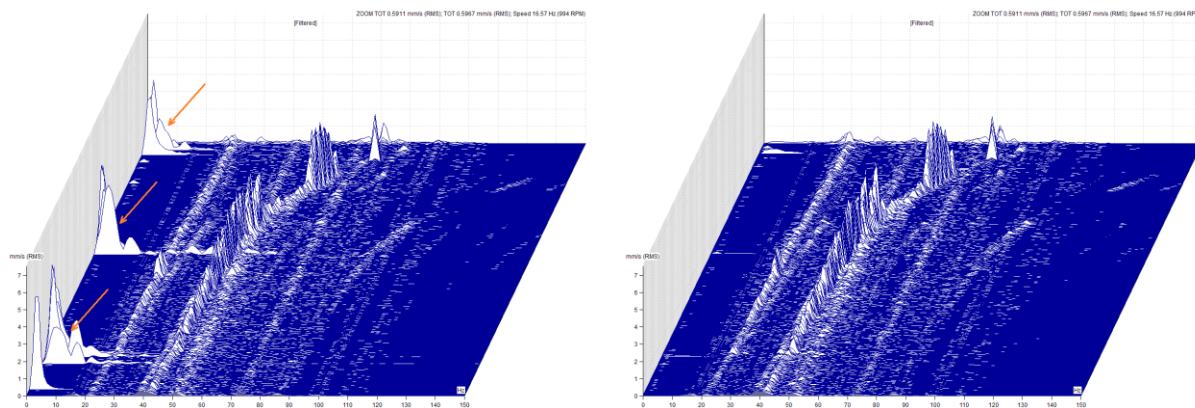 ZOOM TOT 0.5911 mm/s (RMS); TOT 0.5967 mm/s (RMS); Speed 16.57 Hz (994 RPM)
[Filtered]
mm/s (RMS)
7
6
5
4
3
2
1
0
0 10 20 30 40 50 60 70 80 90 100 110 120 130 140 150
Hz
ZOOM TOT 0.5911 mm/s (RMS); TOT 0.5967 mm/s (RMS); Speed 16.57 Hz (994 RP
[Filtered]
mm/s (RMS)
7
6
5
4
3
2
1
0
0 10 20 30 40 50 60 70 80 90 100 110 120 130 140 150
Hz